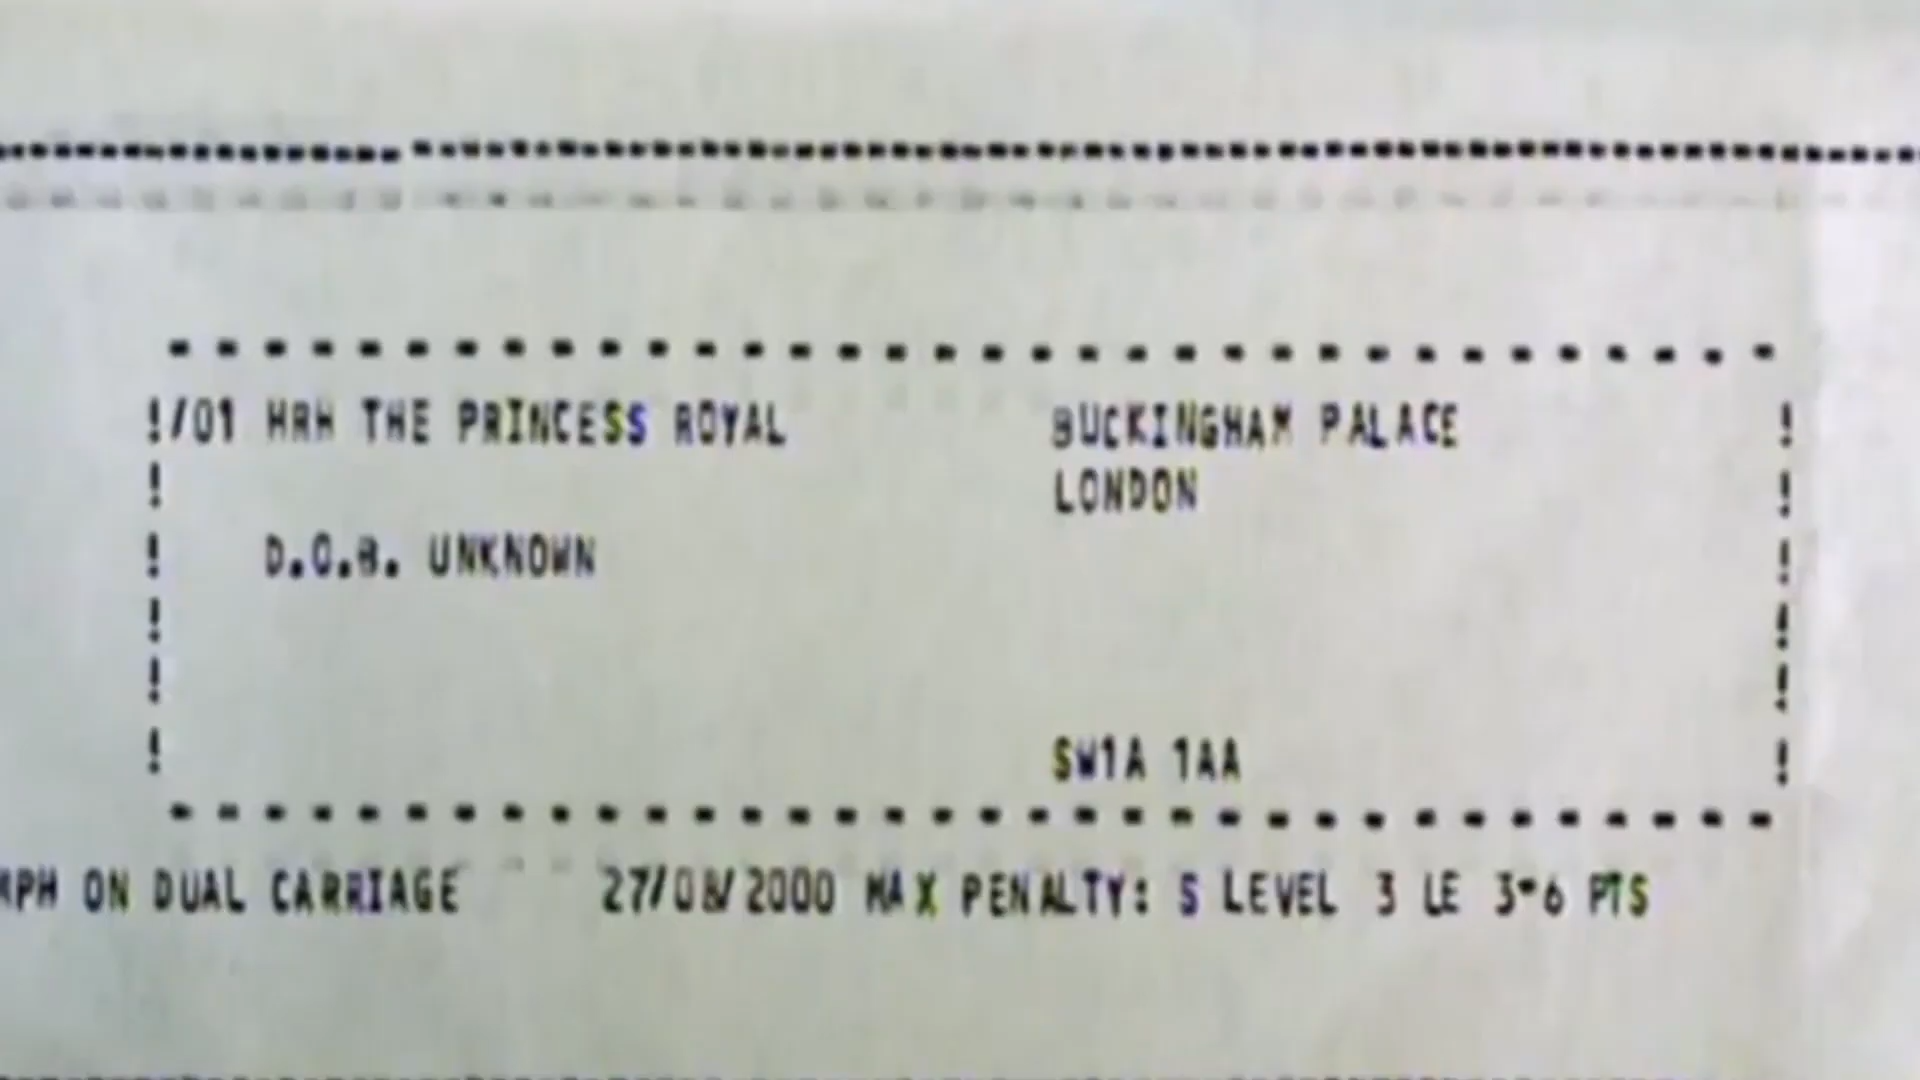 !/01 HRH THE PRINCESS ROYAL BUCKINGHAM PALACE !
! LONDON !
! D.O.B. UNKNOWN !
! !
! !
! SW1A 1AA !
MPH ON DUAL CARRIAGE 27/08/2000 MAX PENALTY: S LEVEL 3 LE 3-6 PTS